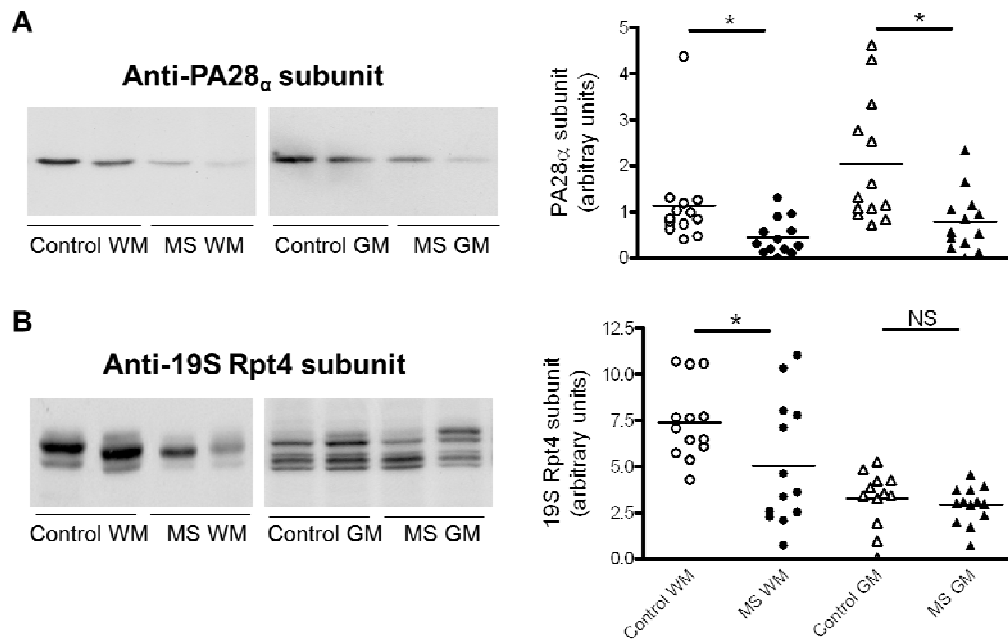 A
Anti-PA28α subunit
Control WM MS WM Control GM MS GM
PA28α subunit
(arbitray units)
5
4
3
2
1
0
*
*
B
Anti-19S Rpt4 subunit
Control WM MS WM Control GM MS GM
19S Rpt4 subunit
(arbitrary units)
12.5
10.0
7.5
5.0
2.5
0.0
*
NS
Control WM
MS WM
Control GM
MS GM